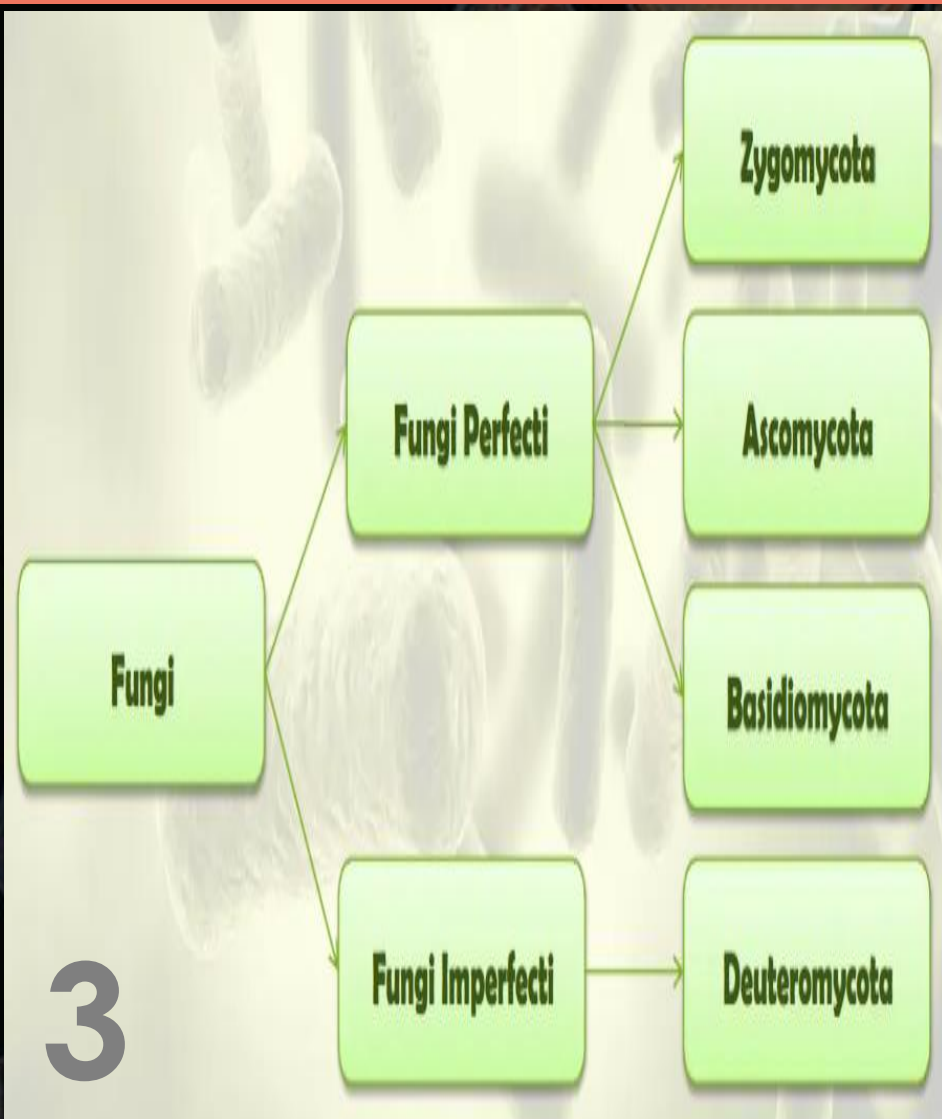 Zygomycota
Fungi Perfecti
Ascomycota
Fungi
Basidiomycota
Fungi Imperfecti
Deuteromycota
3